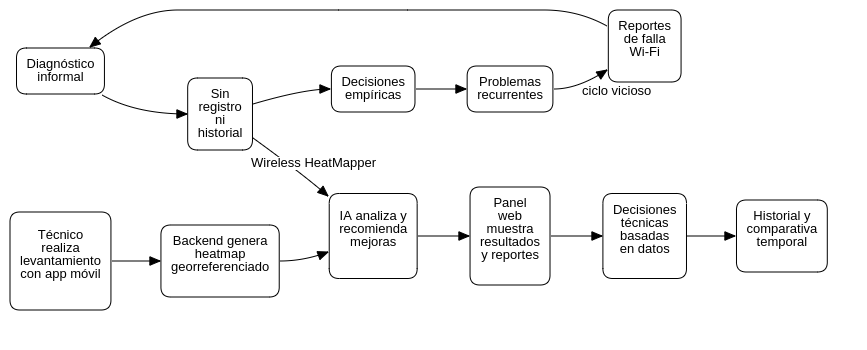 Reportes
de falla
Wi-Fi
Diagnóstico
informal
Sin
registro
ni
historial
Decisiones
empíricas
Problemas
recurrentes
ciclo vicioso
Wireless HeatMapper
Técnico
realiza
levantamiento
con app móvil
Backend genera
heatmap
georreferenciado
IA analiza y
recomienda
mejoras
Panel
web
muestra
resultados
y reportes
Decisiones
técnicas
basadas
en datos
Historial y
comparativa
temporal